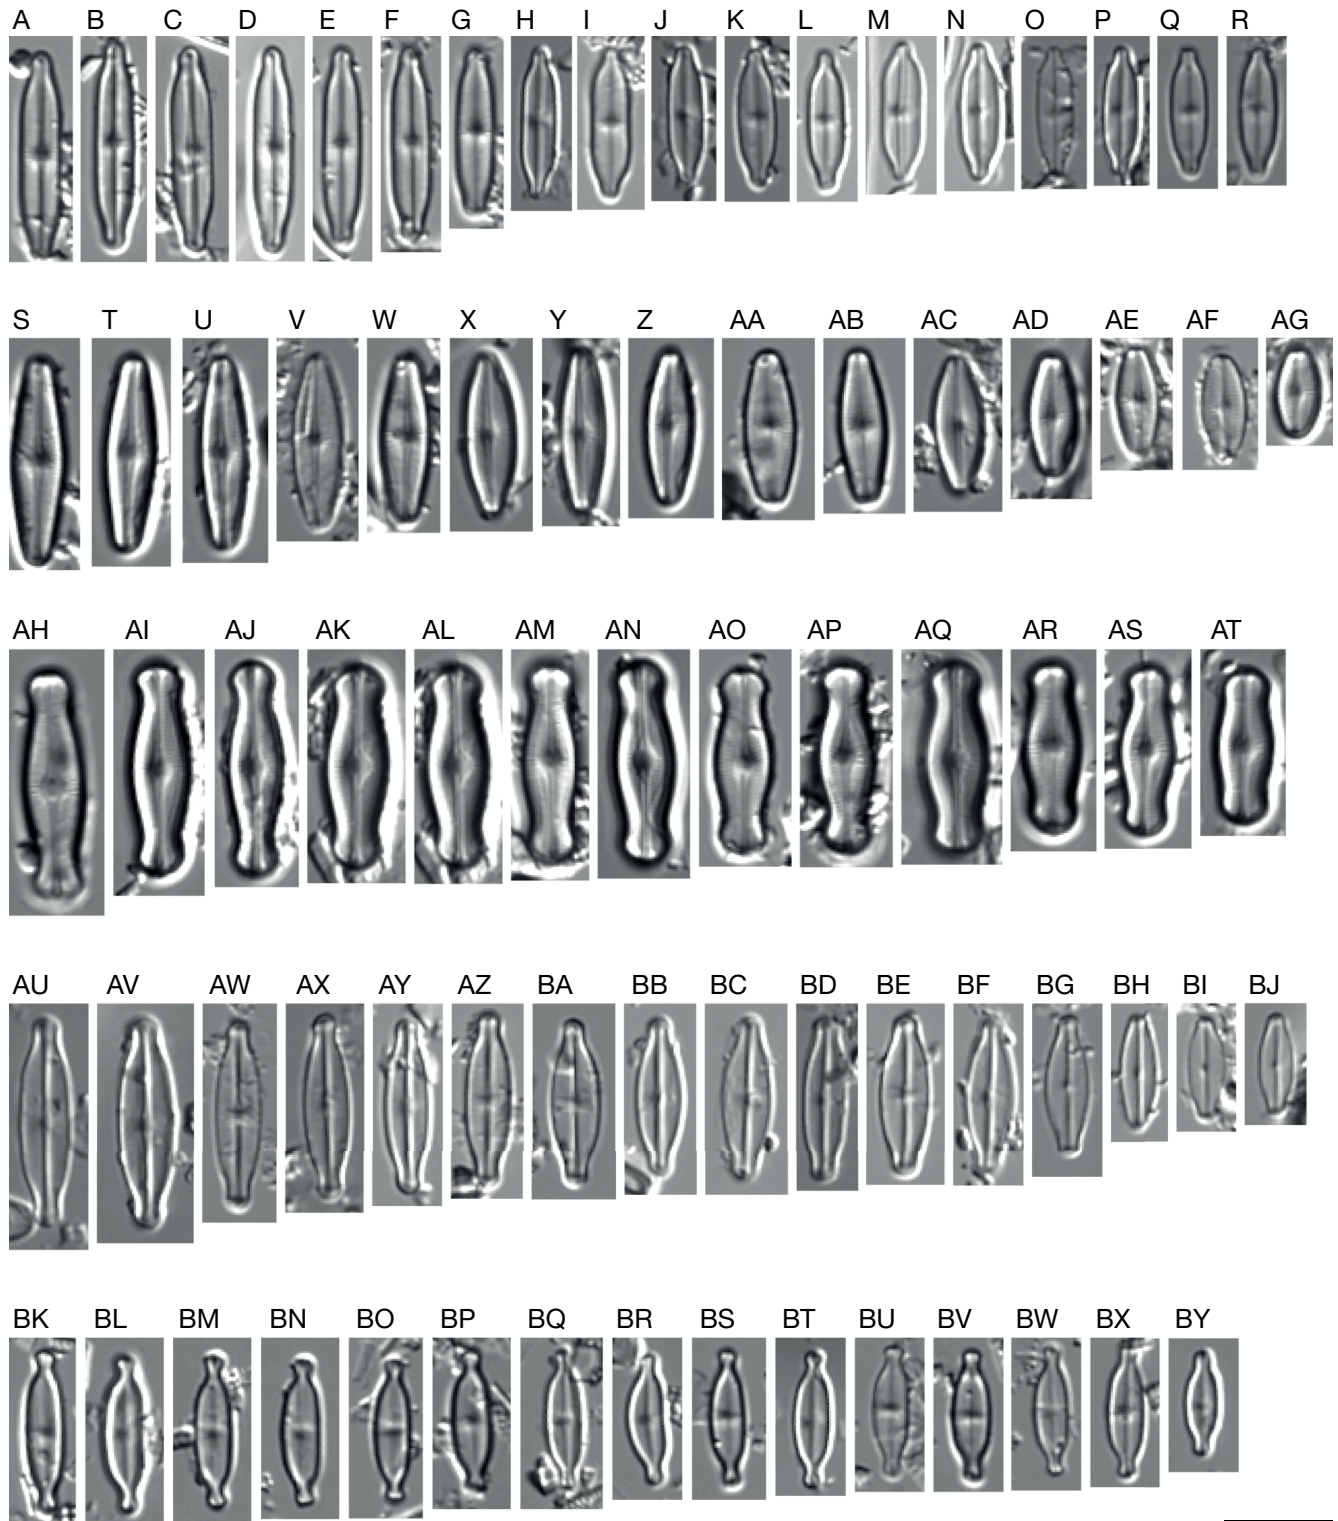 A B C D E F G H I J K L M N O P Q R
S T U V W X Y Z AA AB AC AD AE AF AG
AH AI AJ AK AL AM AN AO AP AQ AR AS AT
AU AV AW AX AY AZ BA BB BC BD BE BF BG BH BI BJ
BK BL BM BN BO BP BQ BR BS BT BU BV BW BX BY